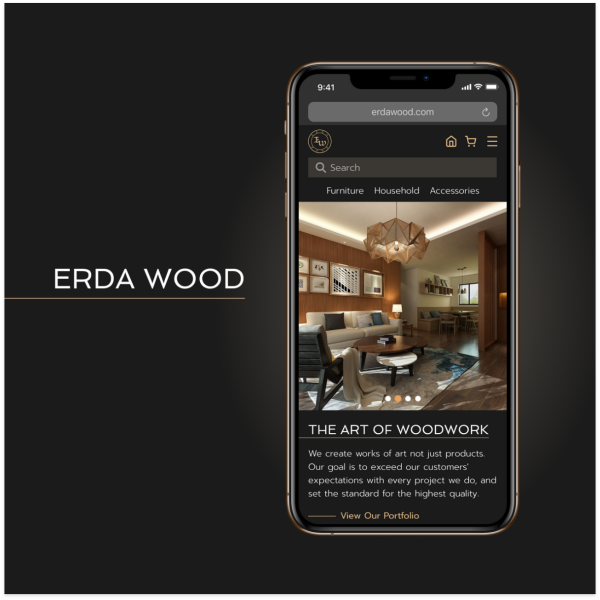 ERDA WOOD
9:41
erdawood.com
EW
Search
Furniture Household Accessories
THE ART OF WOODWORK
We create works of art not just products.
Our goal is to exceed our customers'
expectations with every project we do, and
set the standard for the highest quality.
View Our Portfolio